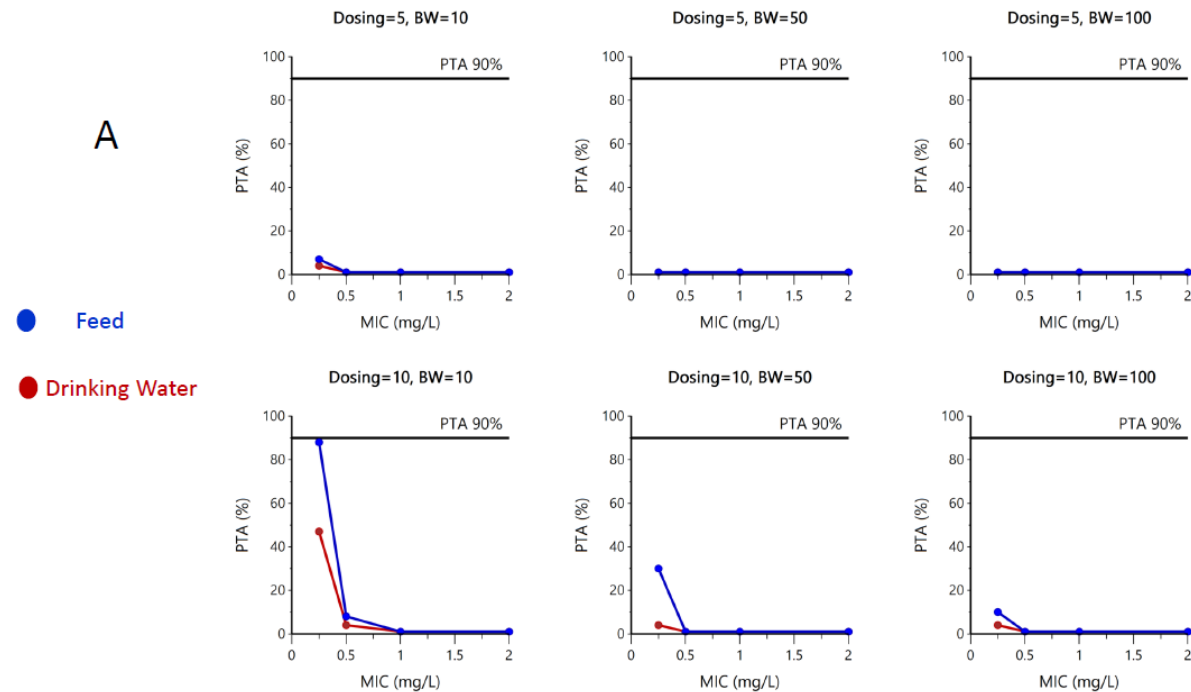 Dosing=5, BW=10
Dosing=5, BW=50
Dosing=5, BW=100
A
Feed
Drinking Water
100
80
60
40
20
0
PTA (%)
PTA 90%
0 0.5 1 1.5 2
MIC (mg/L)
100
80
60
40
20
0
PTA (%)
PTA 90%
0 0.5 1 1.5 2
MIC (mg/L)
100
80
60
40
20
0
PTA (%)
PTA 90%
0 0.5 1 1.5 2
MIC (mg/L)
Dosing=10, BW=10
Dosing=10, BW=50
Dosing=10, BW=100
100
80
60
40
20
0
PTA (%)
PTA 90%
0 0.5 1 1.5 2
MIC (mg/L)
100
80
60
40
20
0
PTA (%)
PTA 90%
0 0.5 1 1.5 2
MIC (mg/L)
100
80
60
40
20
0
PTA (%)
PTA 90%
0 0.5 1 1.5 2
MIC (mg/L)